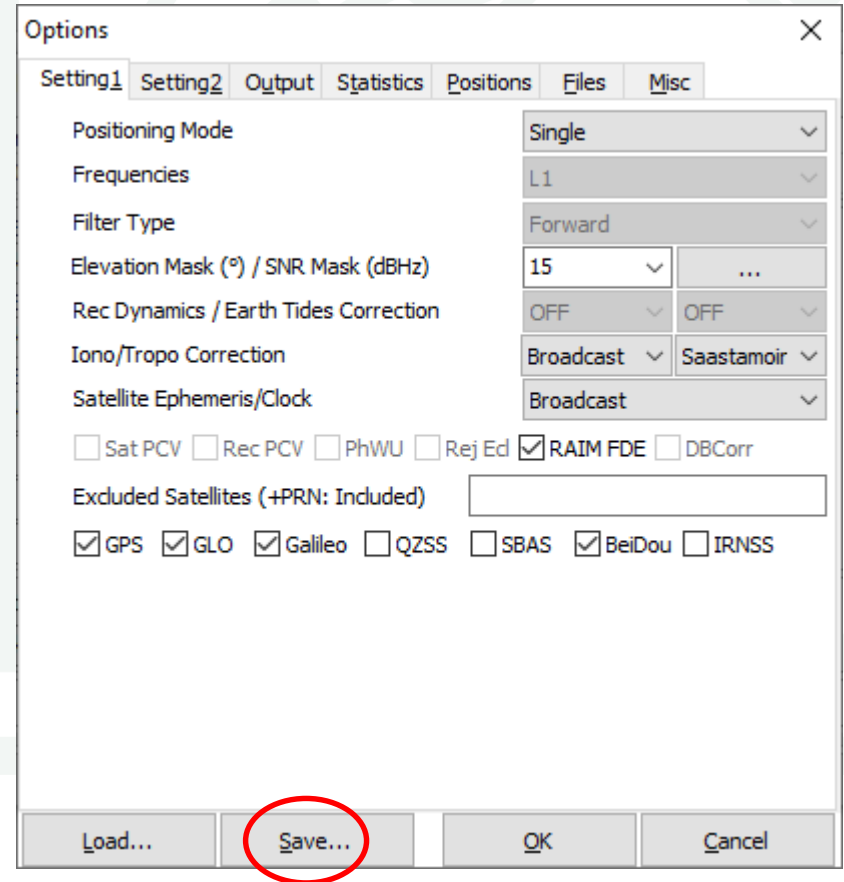 Options
Setting1 Setting2 Output Statistics Positions Files Misc
Positioning Mode Single
Frequencies L1
Filter Type Forward
Elevation Mask (°) / SNR Mask (dBHz) 15 ...
Rec Dynamics / Earth Tides Correction OFF OFF
Iono/Tropo Correction Broadcast Saastamoir
Satellite Ephemeris/Clock Broadcast
Sat PCV Rec PCV PhWU Rej Ecl RAIM FDE DBCorr
Excluded Satellites (+PRN: Included)
GPS GLO Galileo QZSS SBAS BeiDou IRNSS
Load... Save... OK Cancel